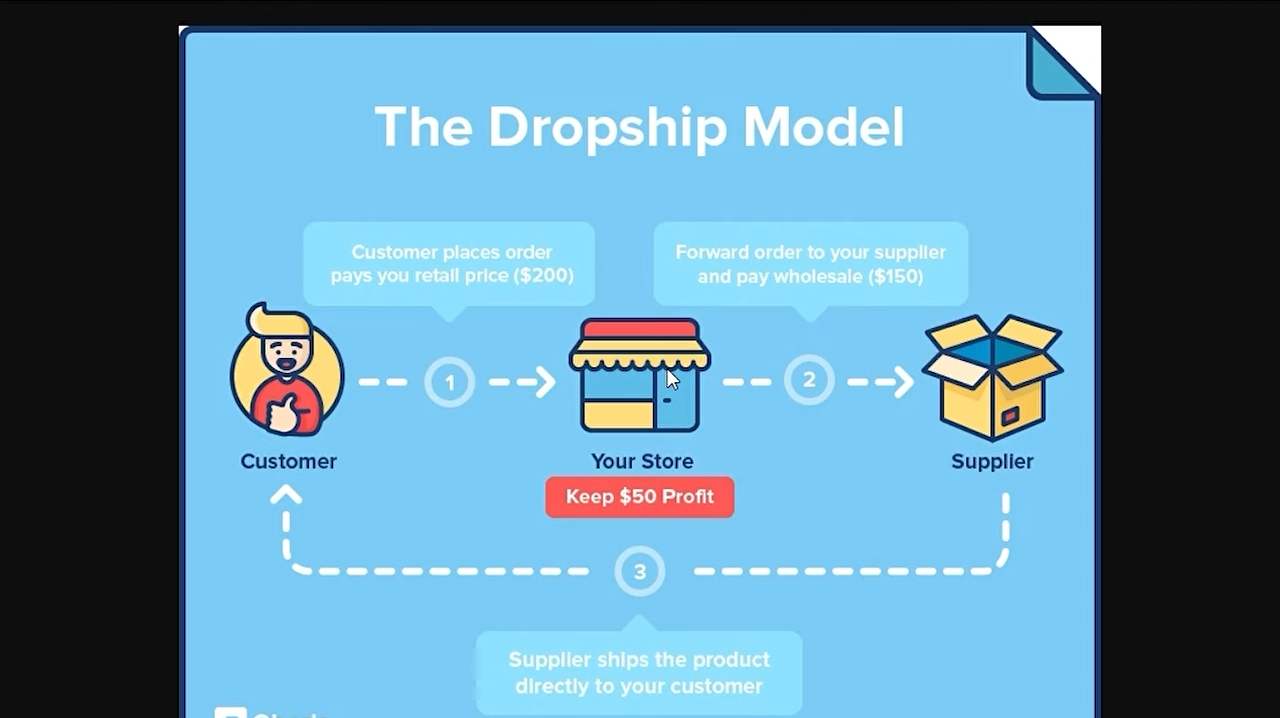 The Dropship Model
Customer places order
pays you retail price ($200)
Forward order to your supplier
and pay wholesale ($150)
1
2
Customer
Your Store
Supplier
Keep $50 Profit
3
Supplier ships the product
directly to your customer